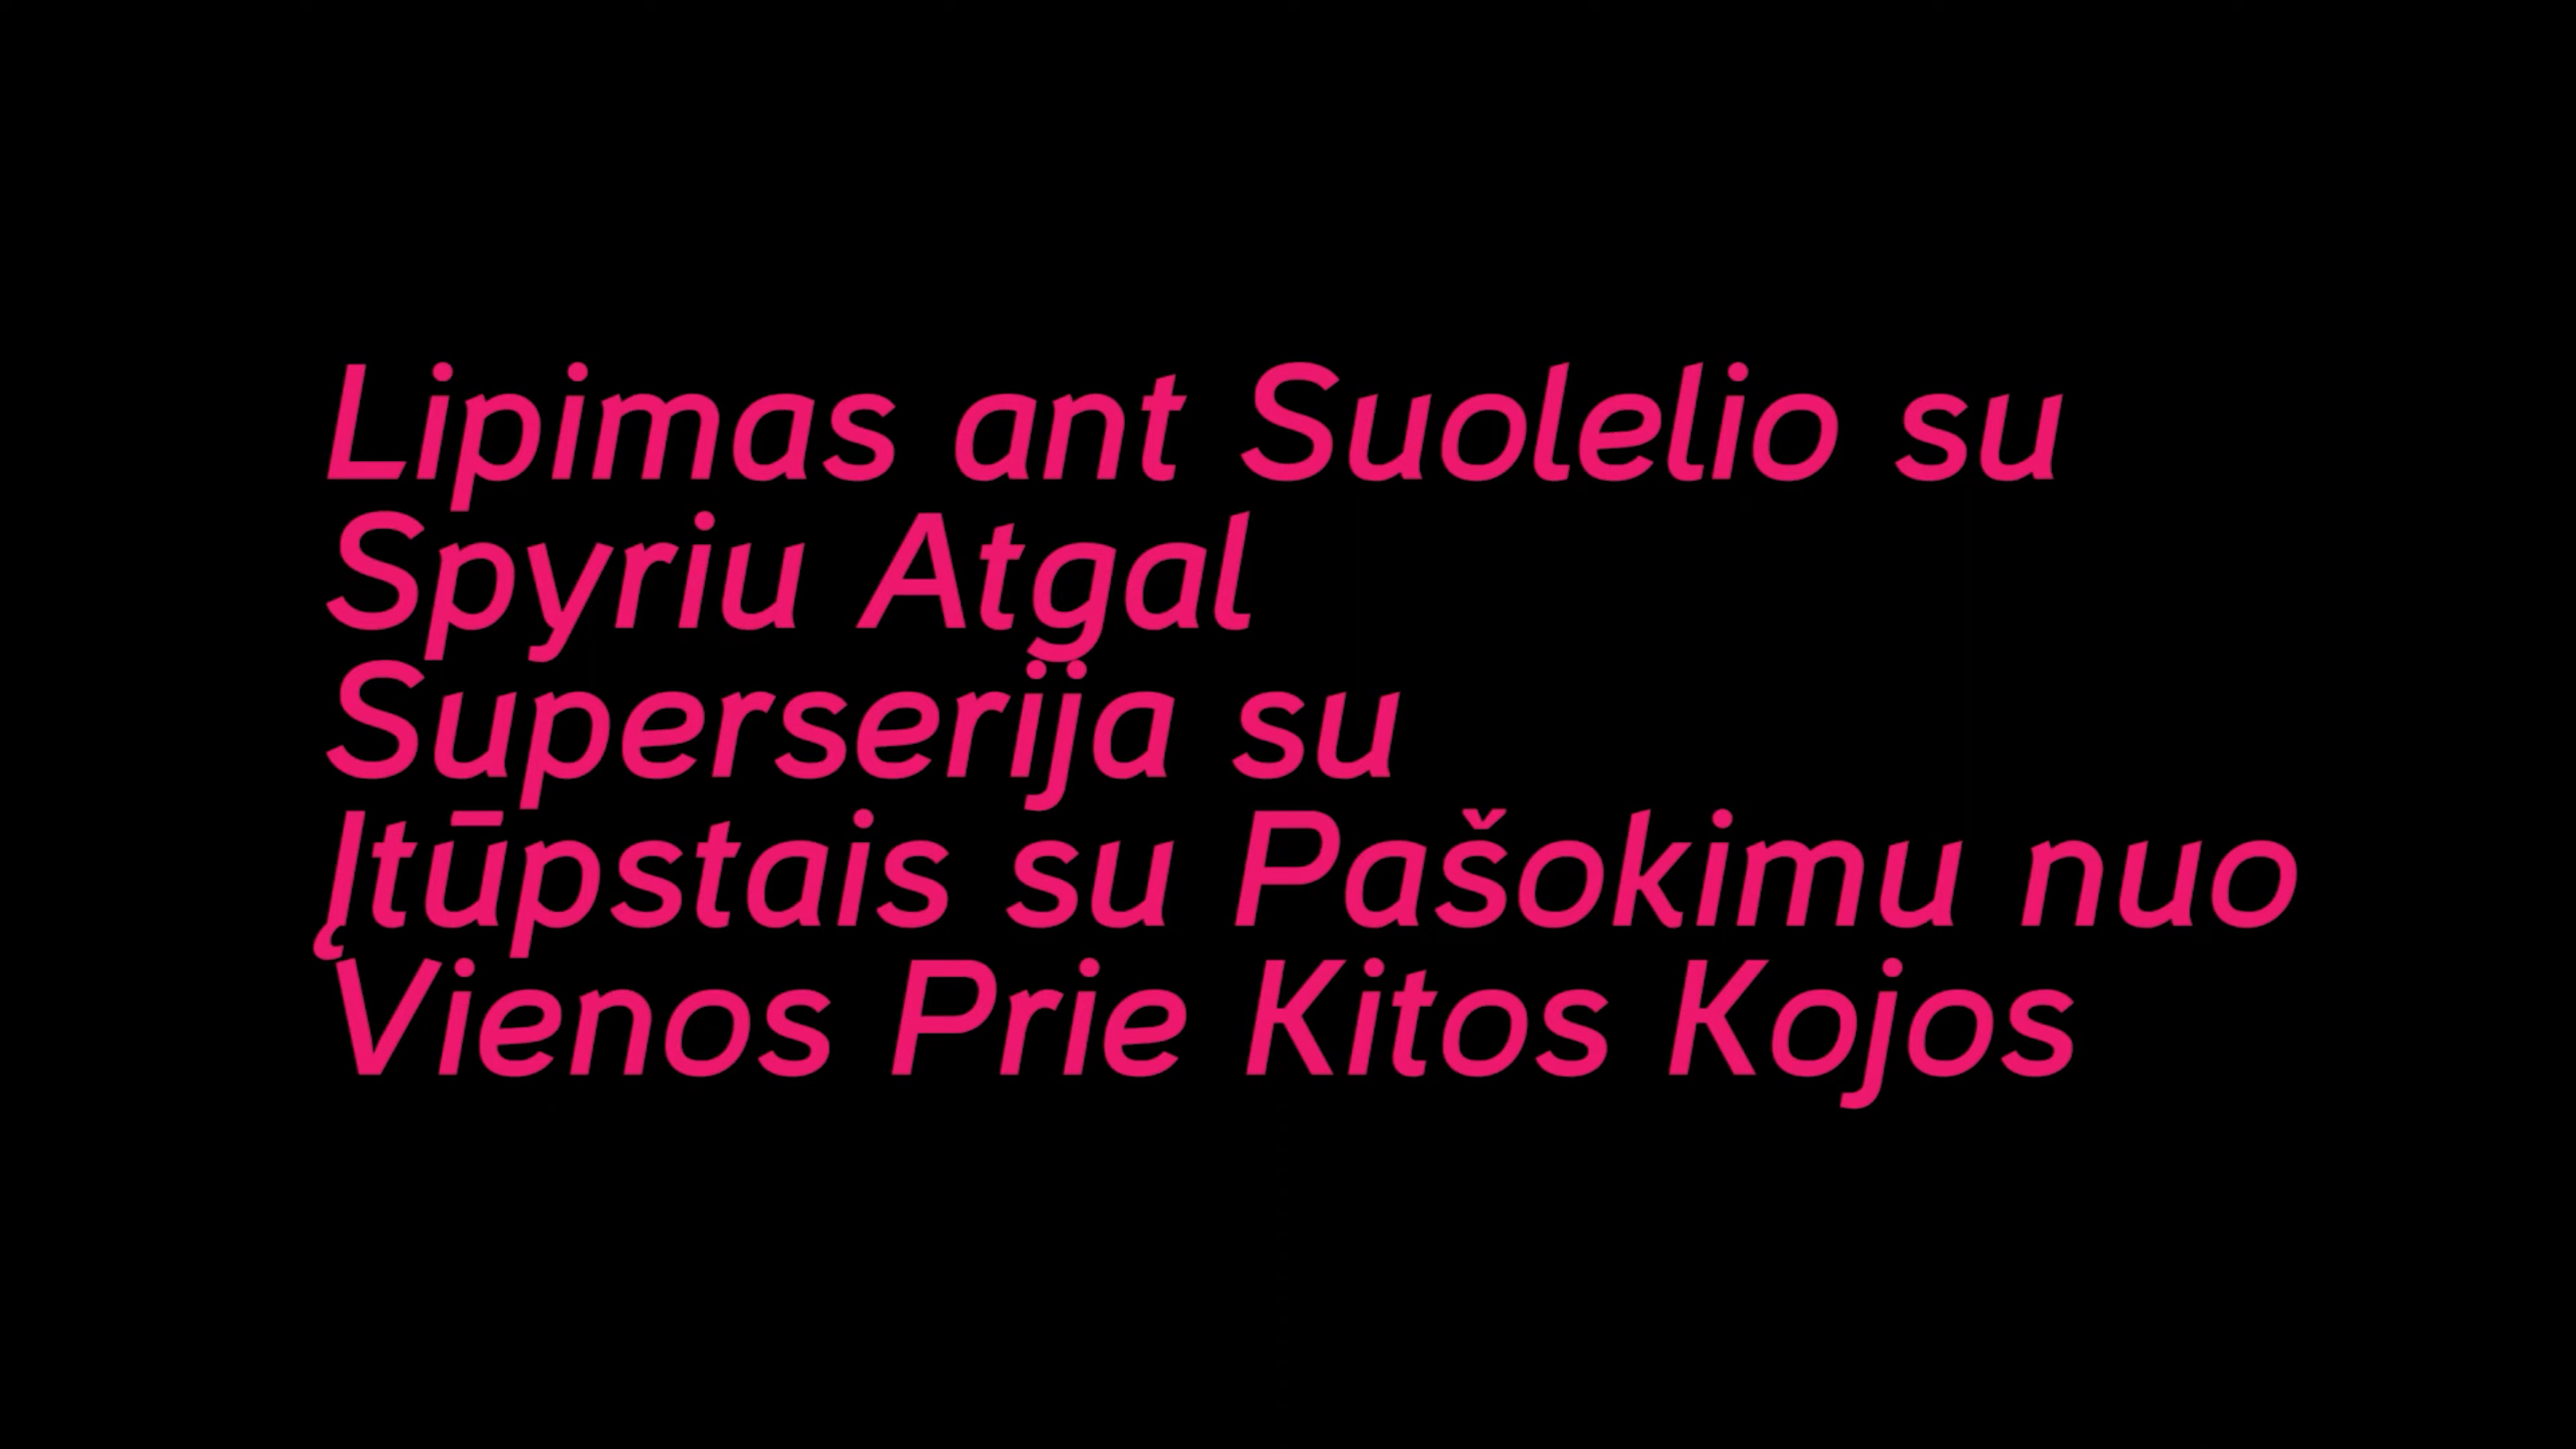 Lipimas ant Suolelio su
Spyriu Atgal
Superserija su
Įtūpstais su Pašokimu nuo
Vienos Prie Kitos Kojos